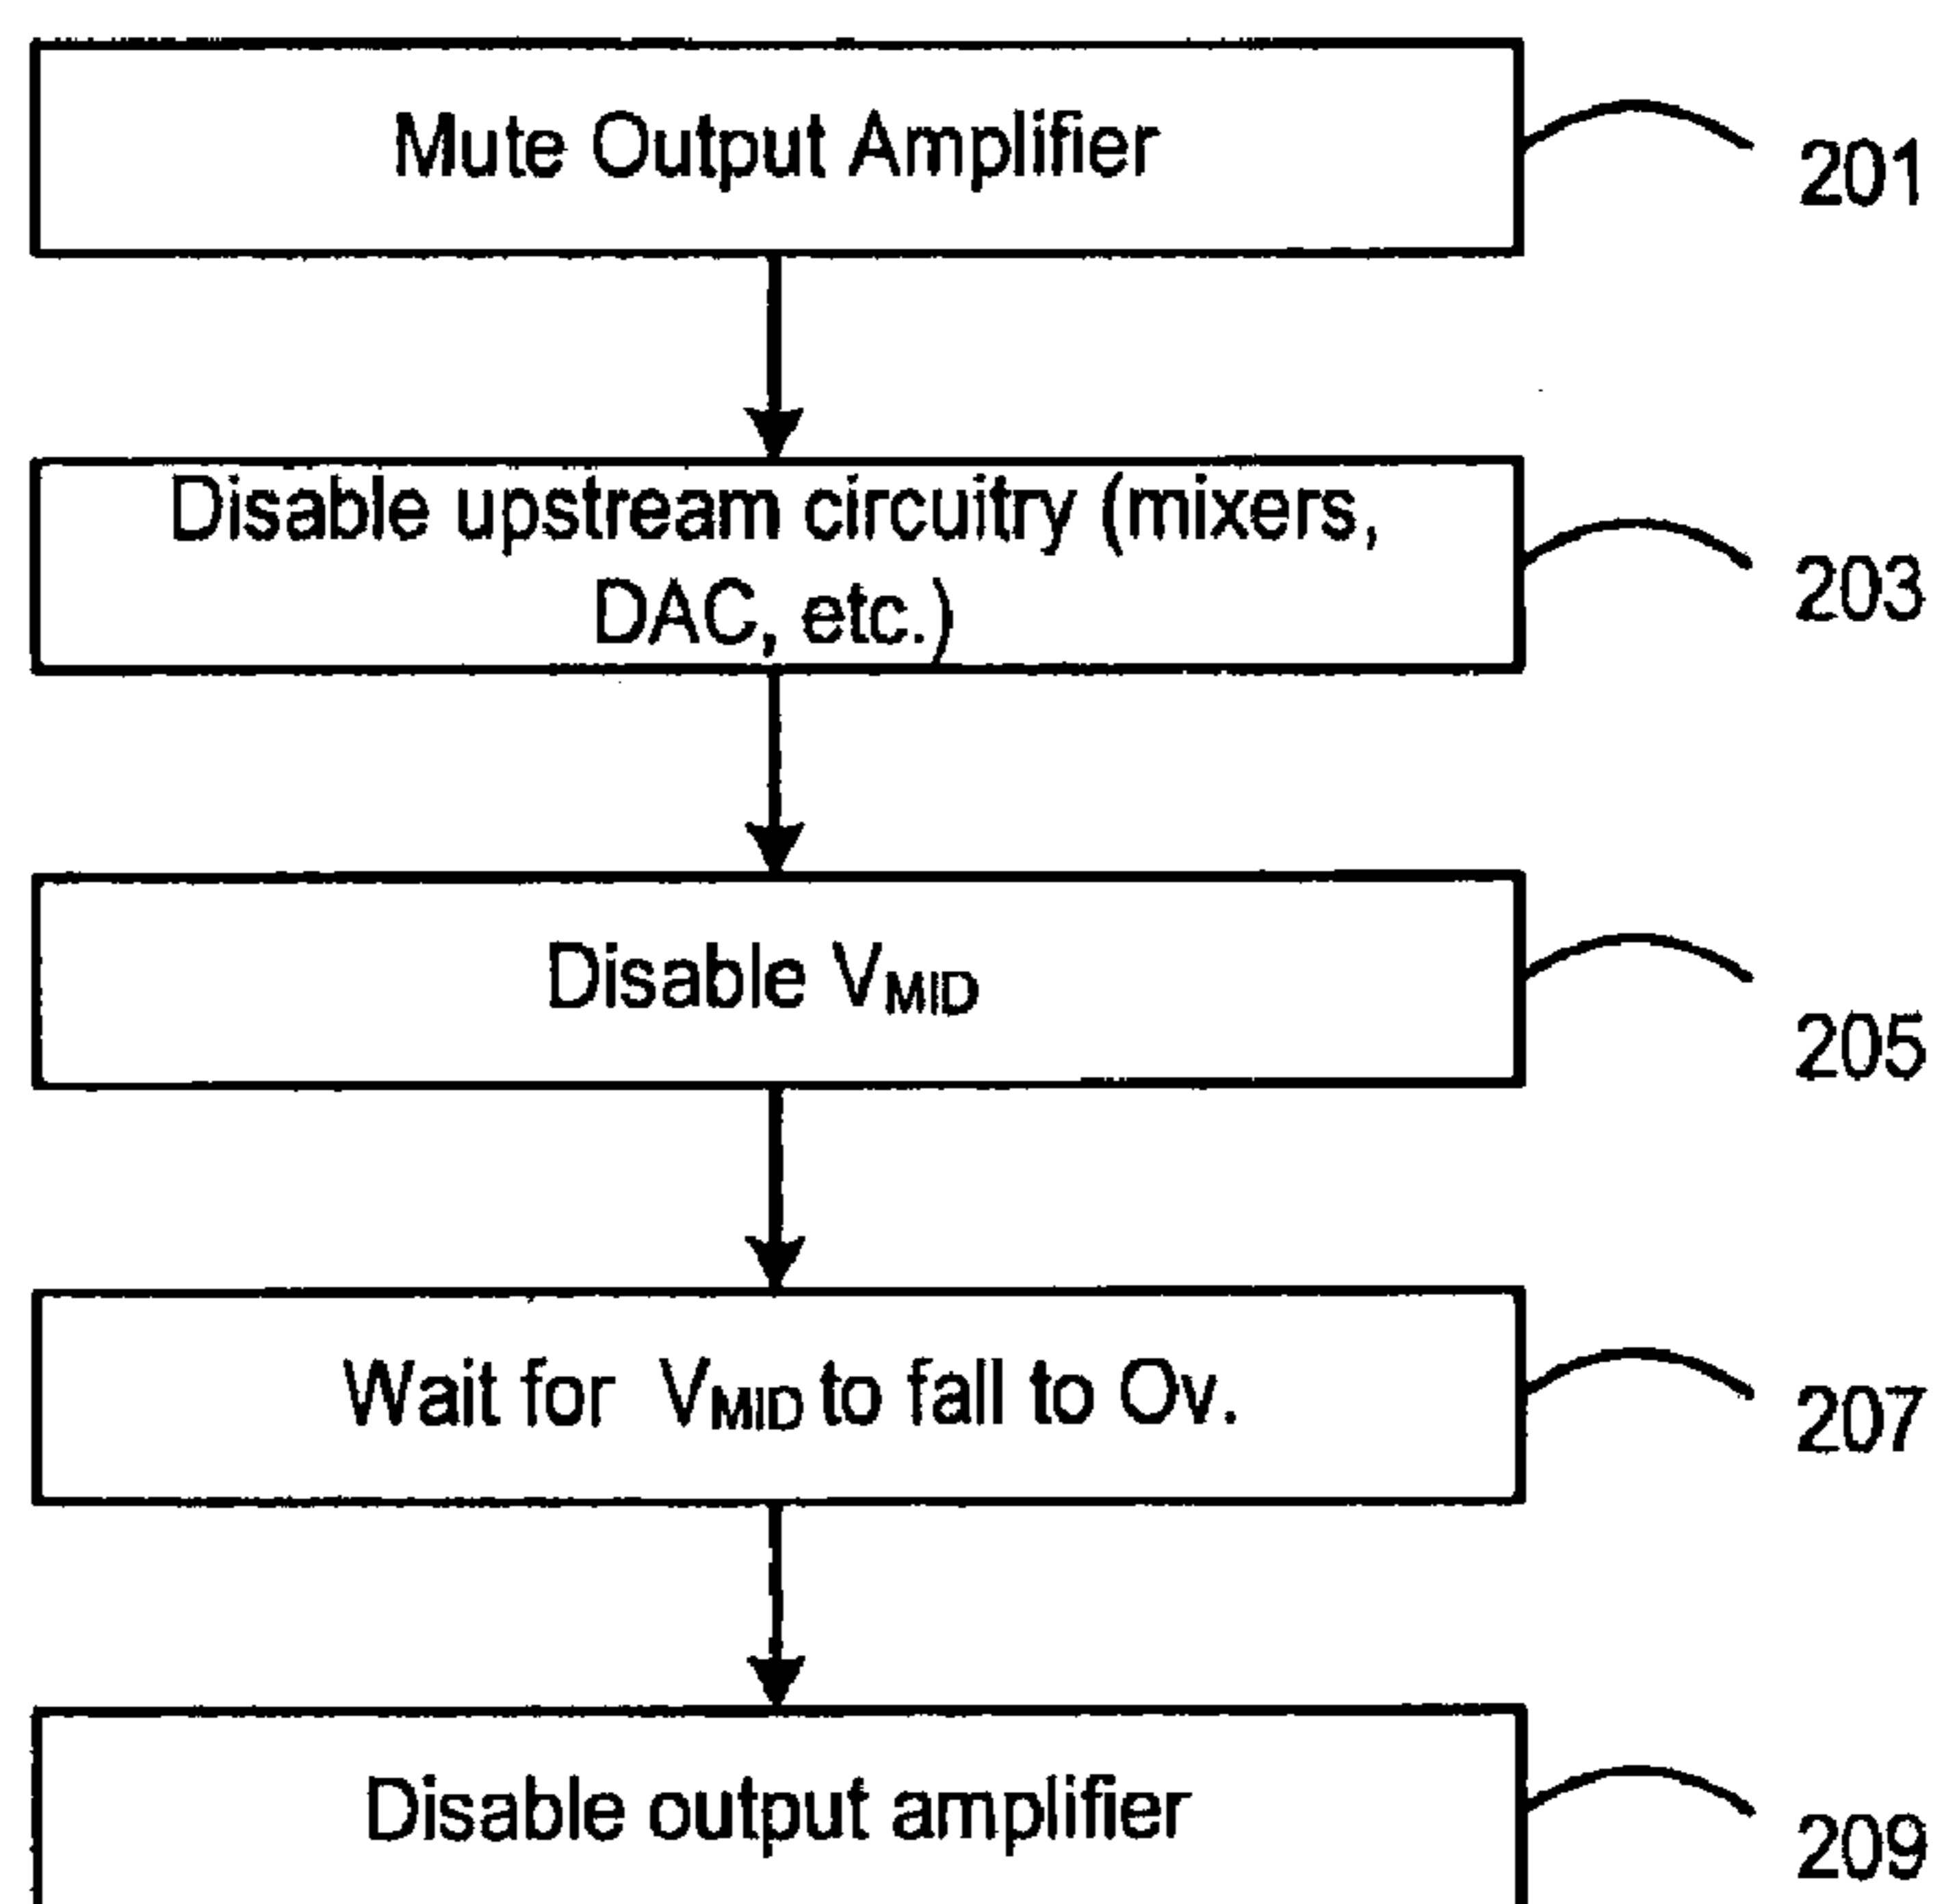 Mute Output Amplifier
201
Disable upstream circuitry (mixers,
DAC, etc.)
203
Disable VMID
205
Wait for VMID to fall to Ov.
207
Disable output amplifier
209